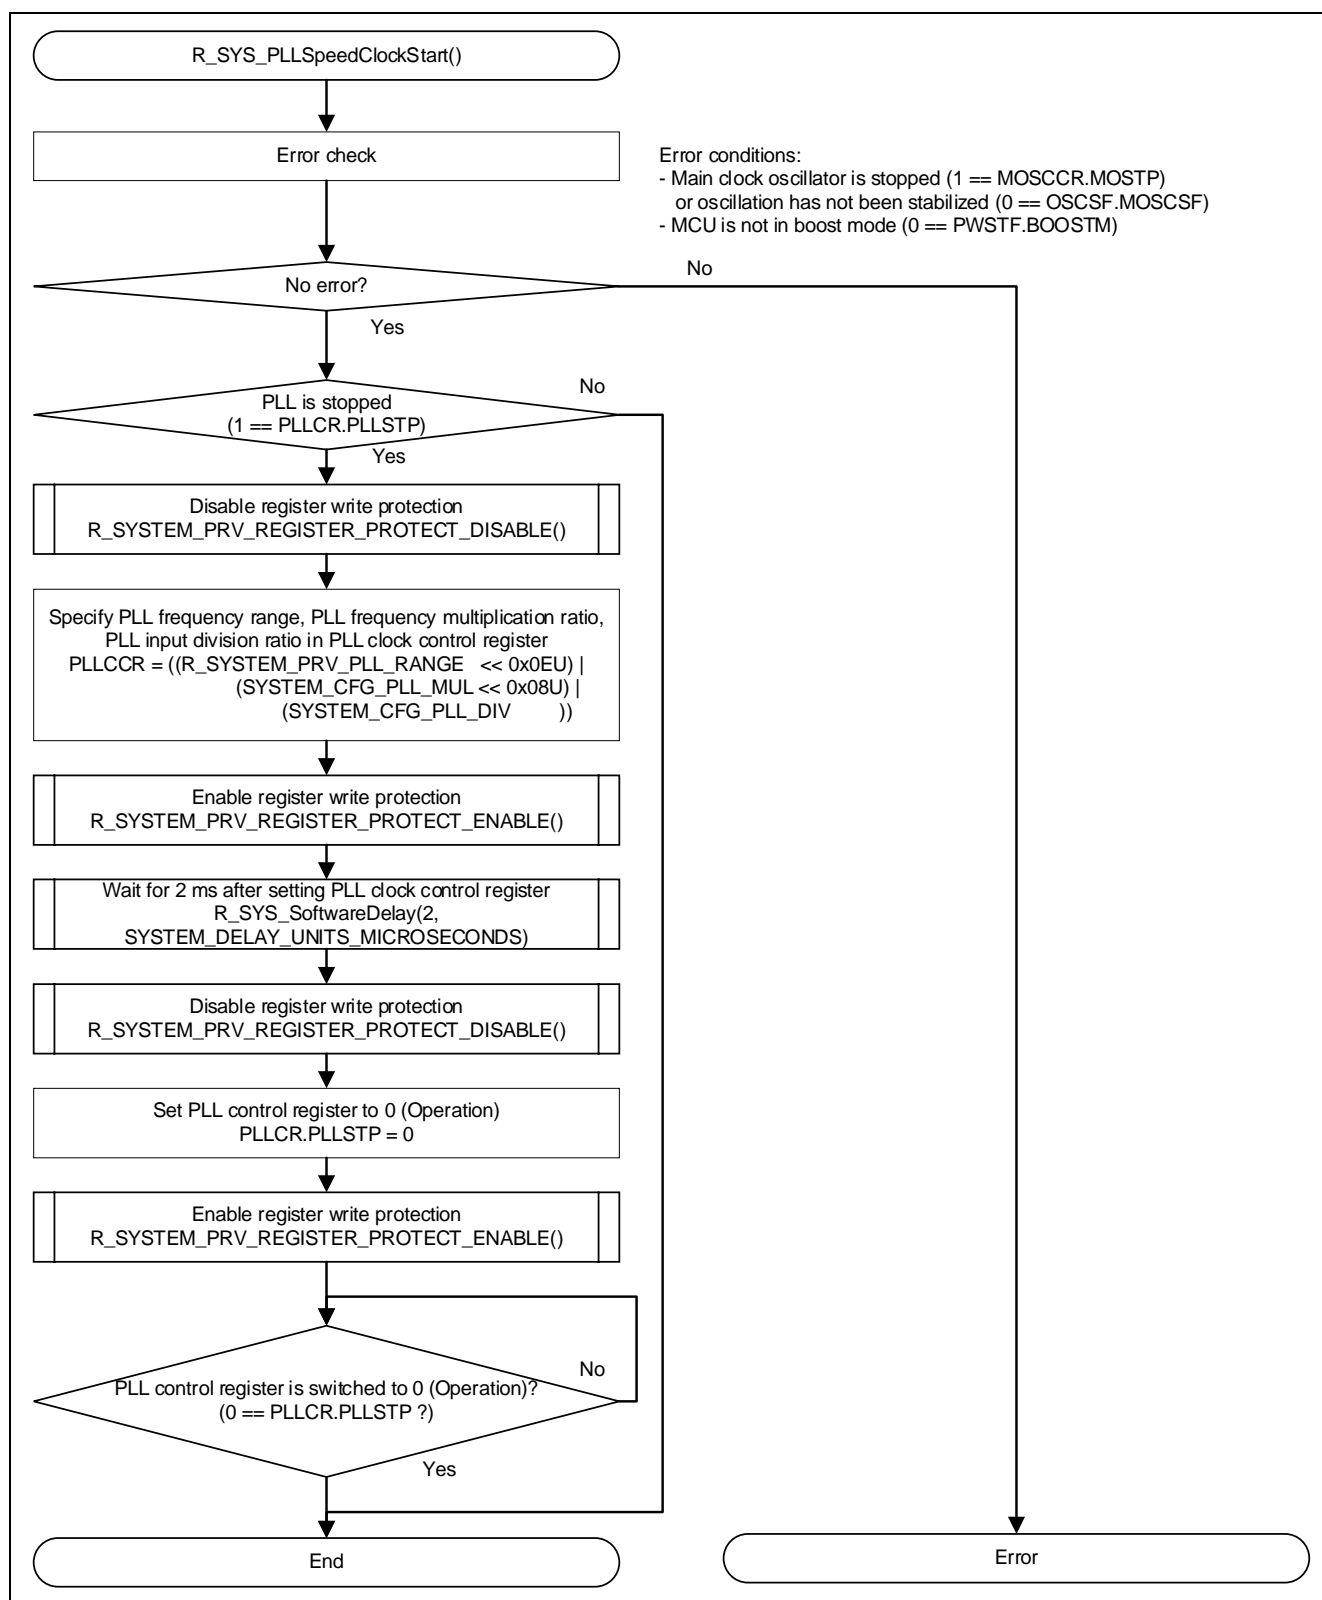 R_SYS_PLLSpeedClockStart()
Error check
Error conditions:
- Main clock oscillator is stopped (1 == MOSCCR.MOSTP)
or oscillation has not been stabilized (0 == OSCSF.MOSCSF)
- MCU is not in boost mode (0 == PWSTF.BOOSTM)
No error?
No
Yes
PLL is stopped
(1 == PLLCR.PLLSTP)
No
Yes
Disable register write protection
R_SYSTEM_PRV_REGISTER_PROTECT_DISABLE()
Specify PLL frequency range, PLL frequency multiplication ratio,
PLL input division ratio in PLL clock control register
PLLCCR = ((R_SYSTEM_PRV_PLL_RANGE << 0x0EU) |
(SYSTEM_CFG_PLL_MUL << 0x08U) |
(SYSTEM_CFG_PLL_DIV ))
Enable register write protection
R_SYSTEM_PRV_REGISTER_PROTECT_ENABLE()
Wait for 2 ms after setting PLL clock control register
R_SYS_SoftwareDelay(2,
SYSTEM_DELAY_UNITS_MICROSECONDS)
Disable register write protection
R_SYSTEM_PRV_REGISTER_PROTECT_DISABLE()
Set PLL control register to 0 (Operation)
PLLCR.PLLSTP = 0
Enable register write protection
R_SYSTEM_PRV_REGISTER_PROTECT_ENABLE()
PLL control register is switched to 0 (Operation)?
(0 == PLLCR.PLLSTP ?)
No
Yes
End
Error